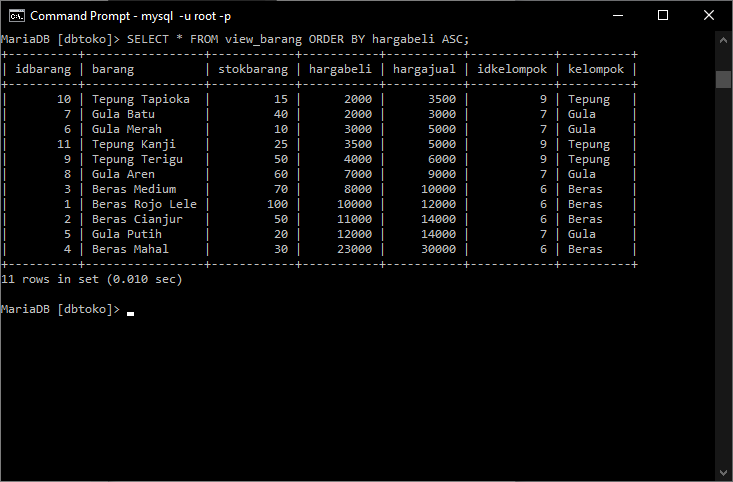 Command Prompt - mysql -u root -p
MariaDB [dbtoko]> SELECT * FROM view_barang ORDER BY hargabeli ASC;
+----------+------------------+------------+-----------+-----------+------------+----------+
| idbarang | barang           | stokbarang | hargabeli | hargajual | idkelompok | kelompok |
+----------+------------------+------------+-----------+-----------+------------+----------+
|       10 | Tepung Tapioka   |         15 |      2000 |      3500 |          9 | Tepung   |
|        7 | Gula Batu        |         40 |      2000 |      3000 |          7 | Gula     |
|        6 | Gula Merah       |         10 |      3000 |      5000 |          7 | Gula     |
|       11 | Tepung Kanji     |         25 |      3500 |      5000 |          9 | Tepung   |
|        9 | Tepung Terigu    |         50 |      4000 |      6000 |          9 | Tepung   |
|        8 | Gula Aren        |         60 |      7000 |      9000 |          7 | Gula     |
|        3 | Beras Medium     |         70 |      8000 |     10000 |          6 | Beras    |
|        1 | Beras Rojo Lele  |        100 |     10000 |     12000 |          6 | Beras    |
|        2 | Beras Cianjur    |         50 |     11000 |     14000 |          6 | Beras    |
|        5 | Gula Putih       |         20 |     12000 |     14000 |          7 | Gula     |
|        4 | Beras Mahal      |         30 |     23000 |     30000 |          6 | Beras    |
+----------+------------------+------------+-----------+-----------+------------+----------+
11 rows in set (0.010 sec)
MariaDB [dbtoko]>